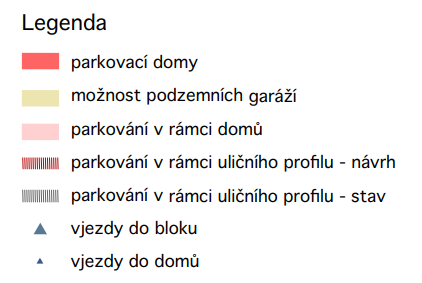 Legenda
parkovací domy
možnost podzemních garáží
parkování v rámci domů
parkování v rámci uličního profilu - návrh
parkování v rámci uličního profilu - stav
vjezdy do bloku
vjezdy do domů